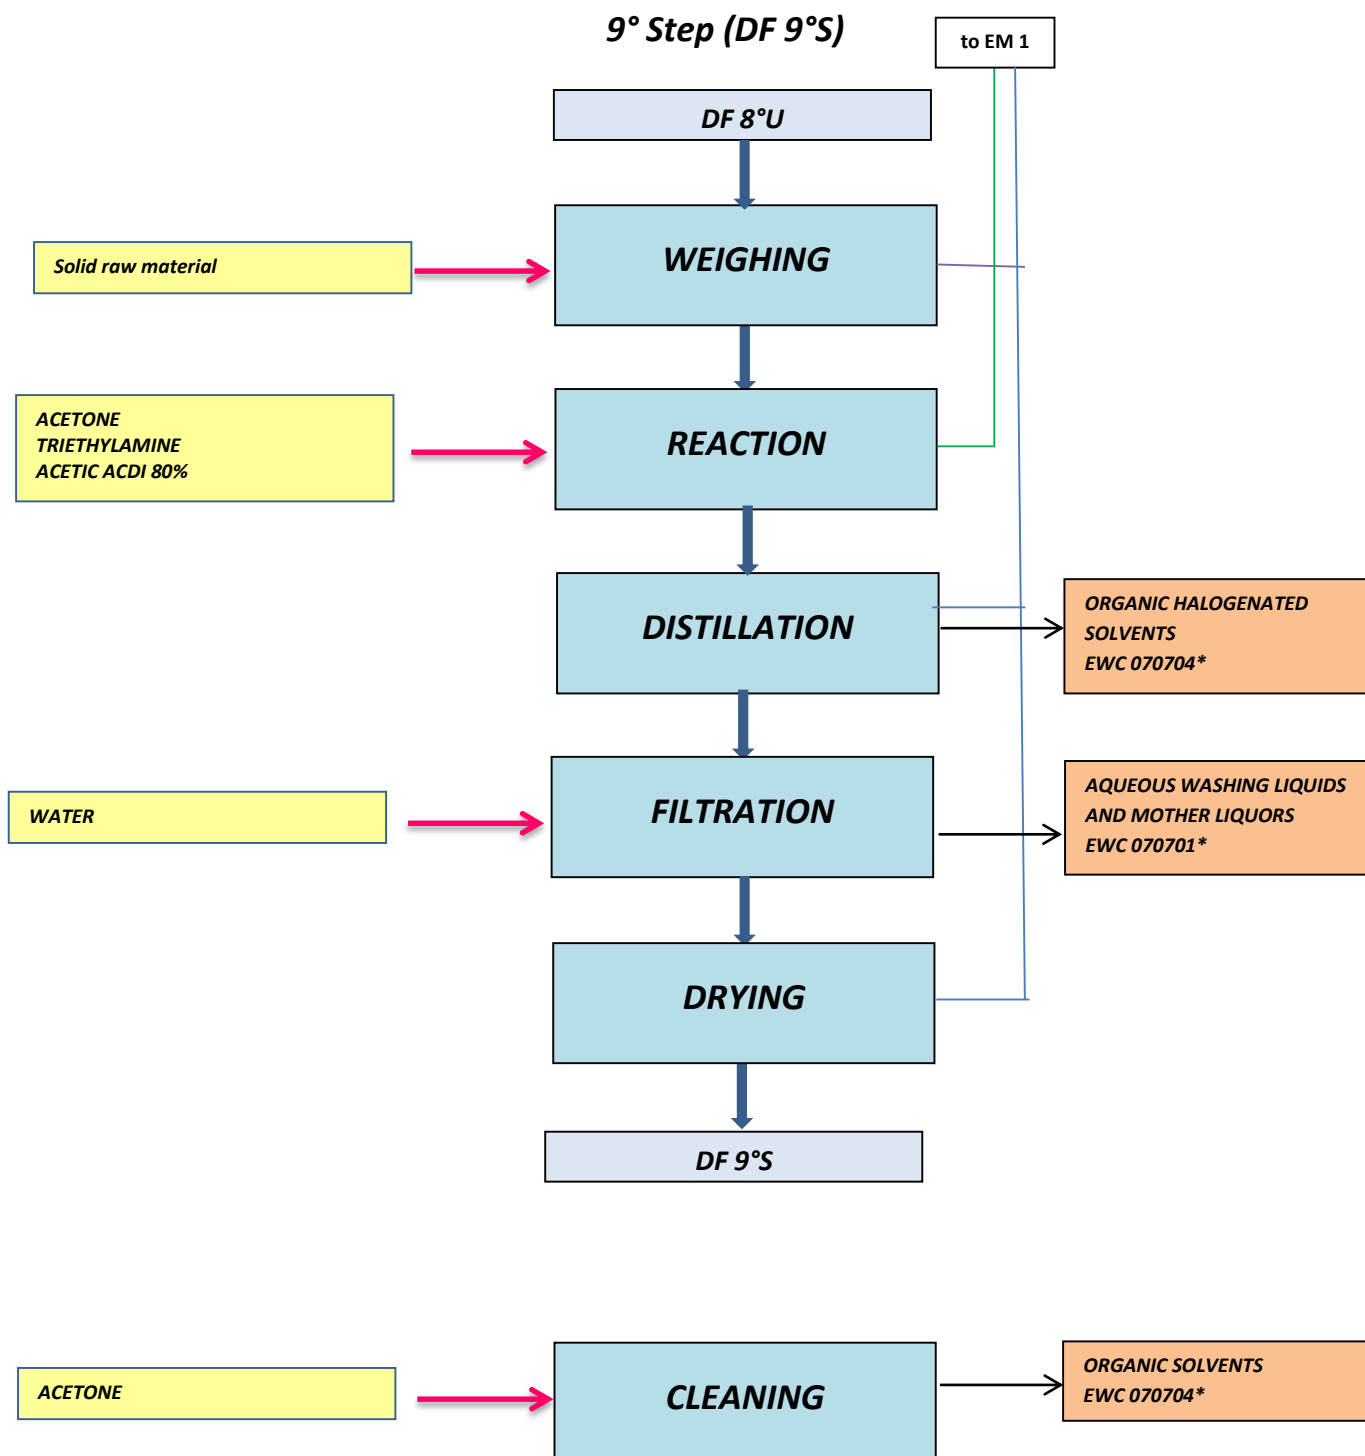 9° Step (DF 9°S)
to EM 1
DF 8°U
WEIGHING
Solid raw material
ACETONE
TRIETHYLAMINE
ACETIC ACDI 80%
REACTION
DISTILLATION
ORGANIC HALOGENATED
SOLVENTS
EWC 070704*
WATER
FILTRATION
AQUEOUS WASHING LIQUIDS
AND MOTHER LIQUORS
EWC 070701*
DRYING
DF 9°S
ACETONE
CLEANING
ORGANIC SOLVENTS
EWC 070704*